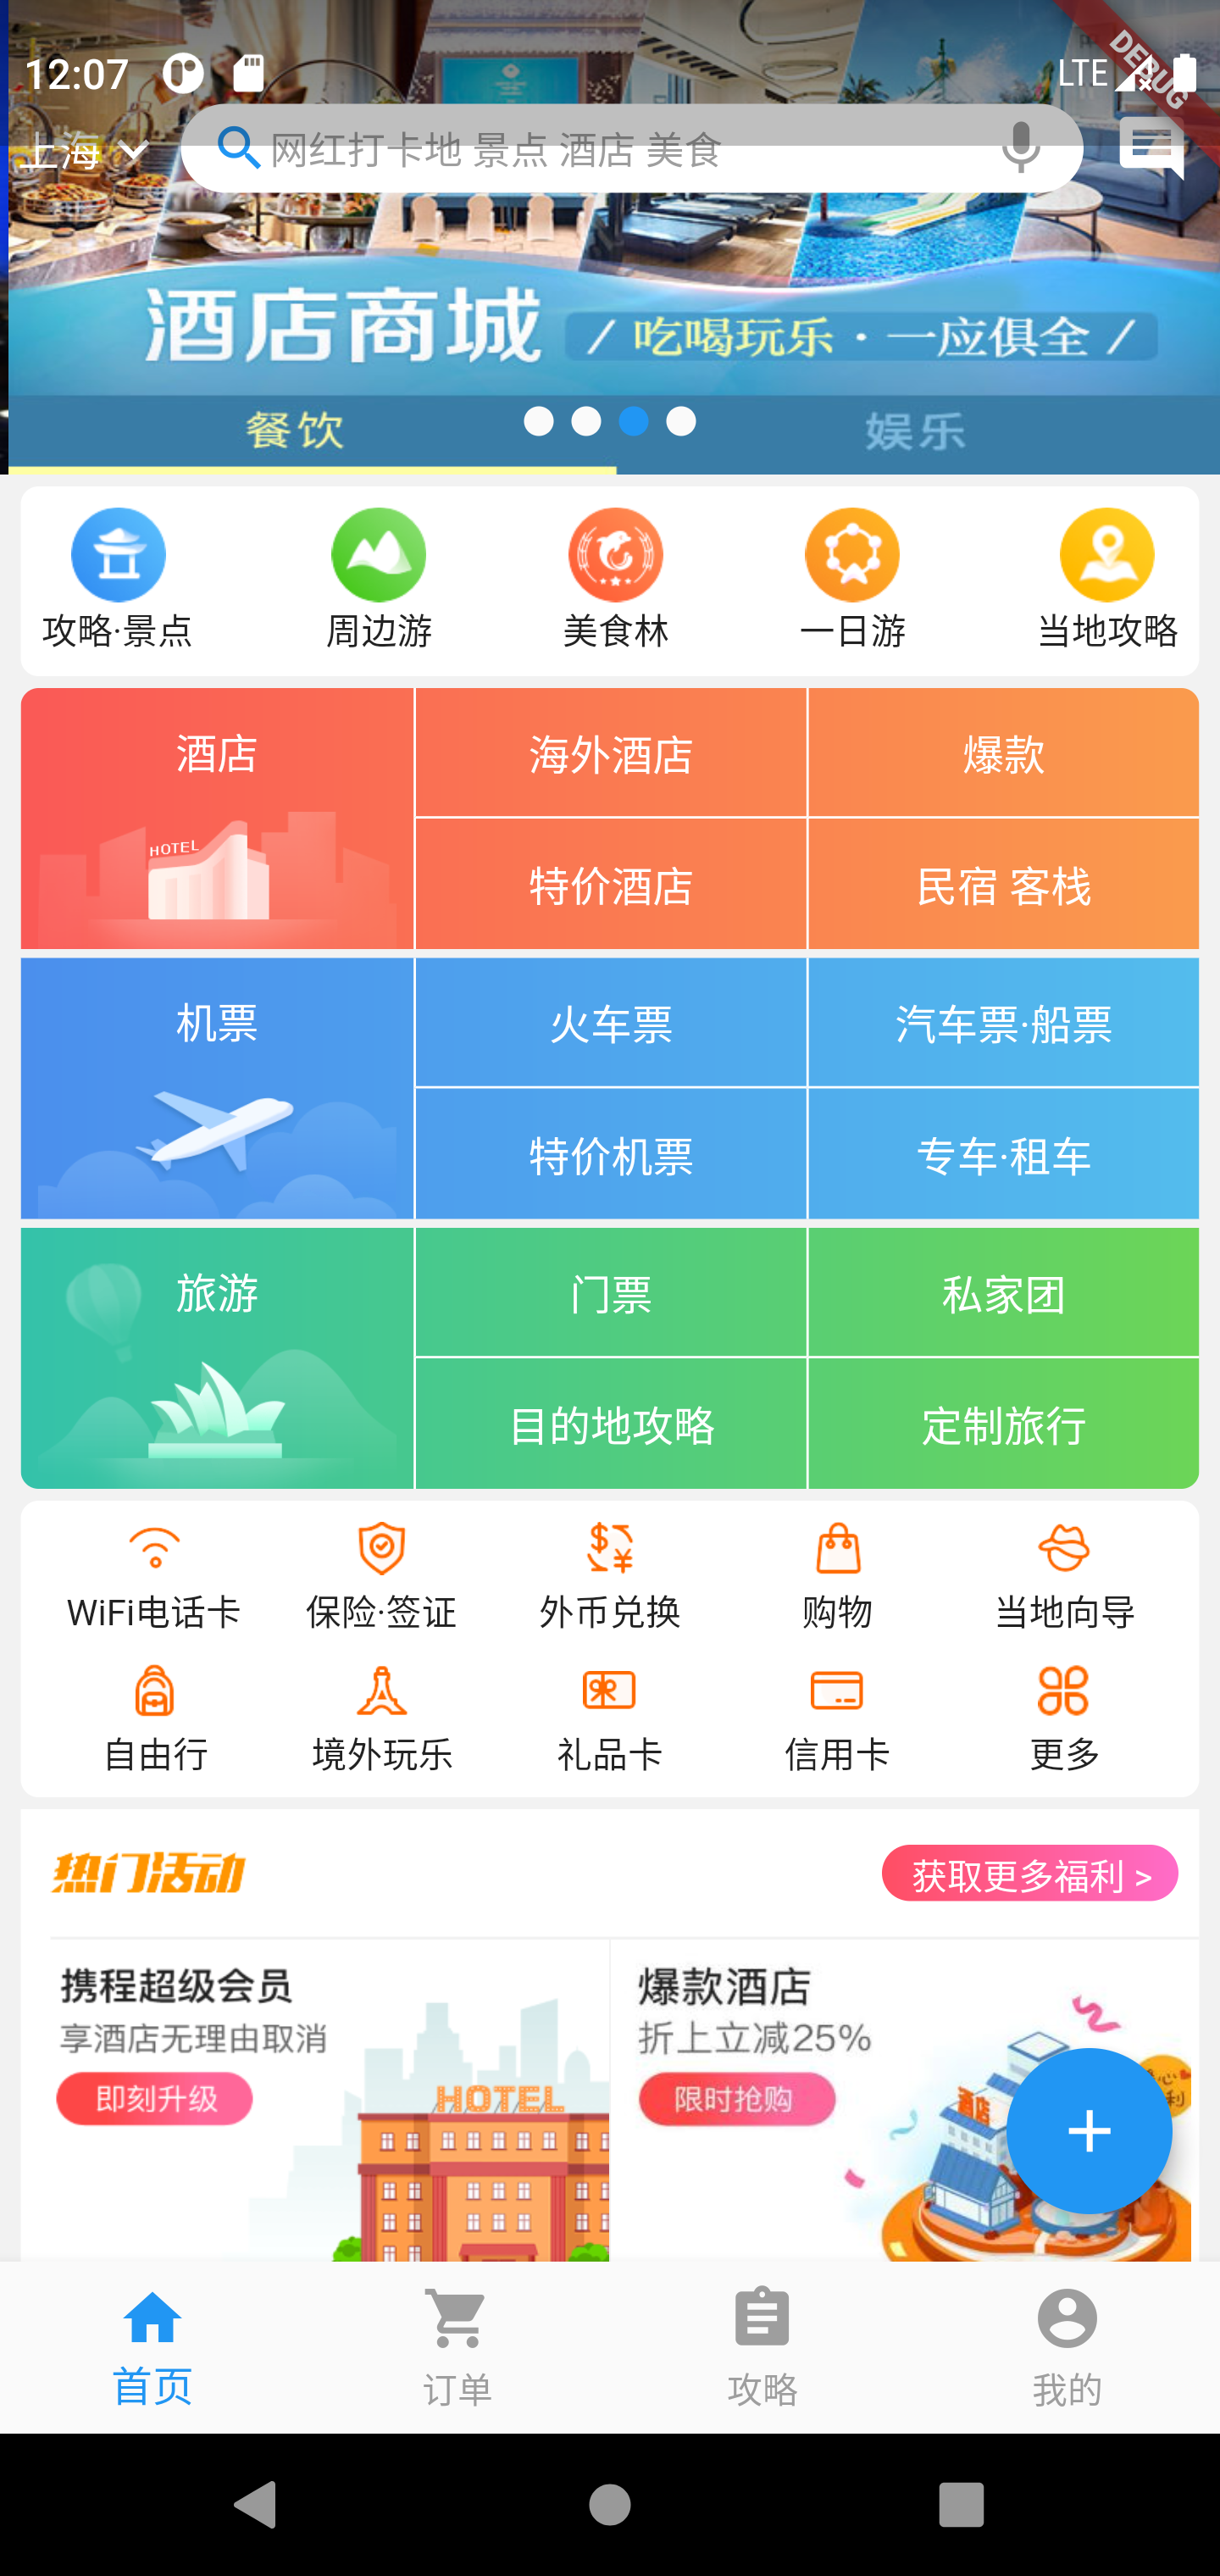 12:07
LTE
DEBUG
上海
网红打卡地 景点 酒店 美食
酒店商城 / 吃喝玩乐 · 一应俱全 /
餐饮 娱乐
攻略·景点 周边游 美食林 一日游 当地攻略
酒店 海外酒店 爆款
HOTEL
特价酒店 民宿 客栈
机票 火车票 汽车票·船票
特价机票 专车·租车
旅游 门票 私家团
目的地攻略 定制旅行
WiFi电话卡 保险·签证 外币兑换 购物 当地向导
自由行 境外玩乐 礼品卡 信用卡 更多
热门活动 获取更多福利 >
携程超级会员 爆款酒店
享酒店无理由取消 折上立减25%
即刻升级 限时抢购
HOTEL 酒店
首页 订单 攻略 我的